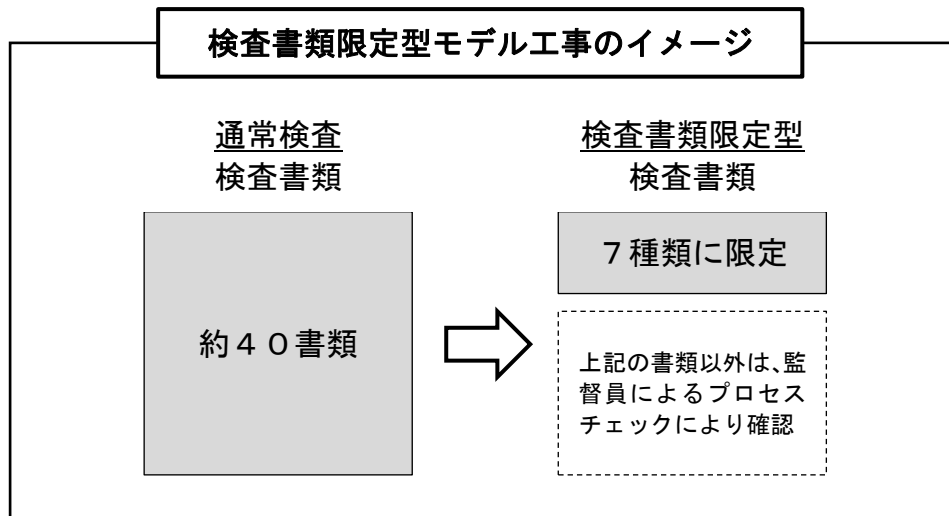 検査書類限定型モデル工事のイメージ
通常検査
検査書類
約４０書類
検査書類限定型
検査書類
７種類に限定
上記の書類以外は、監
督員によるプロセス
チェックにより確認